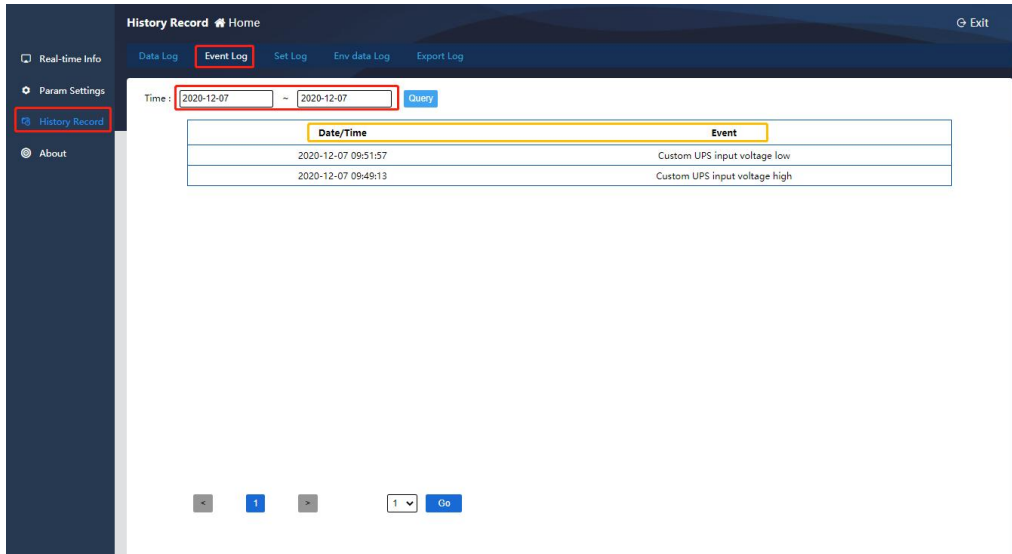 History Record Home Exit
Real-time Info
Param Settings
History Record
About
Data Log Event Log Set Log Env data Log Export Log
Time : 2020-12-07 ~ 2020-12-07 Query
Date/Time Event
2020-12-07 09:51:57 Custom UPS input voltage low
2020-12-07 09:49:13 Custom UPS input voltage high
< 1 > 1 Go